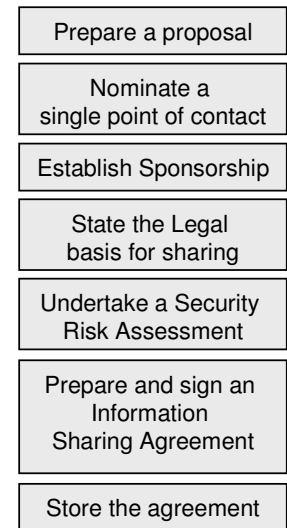 Prepare a proposal
Nominate a
single point of contact
Establish Sponsorship
State the Legal
basis for sharing
Undertake a Security
Risk Assessment
Prepare and sign an
Information
Sharing Agreement
Store the agreement